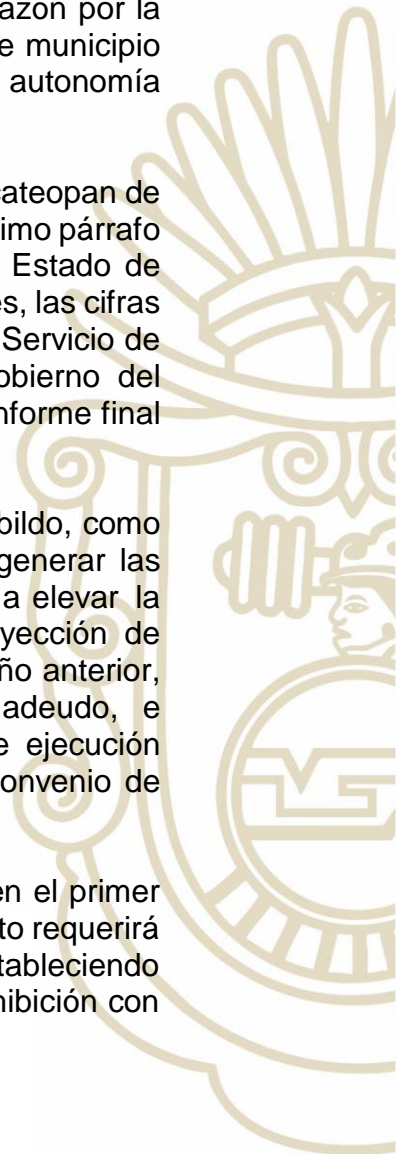 azón por la
e municipio
autonomía
cateopan de
imo párrafo
Estado de
es, las cifras
Servicio de
obierno del
nforme final
bildo, como
generar las
a elevar la
yección de
ño anterior,
adeudo, e
e ejecución
onvenio de
en el primer
to requerirá
tableciendo
hibición con